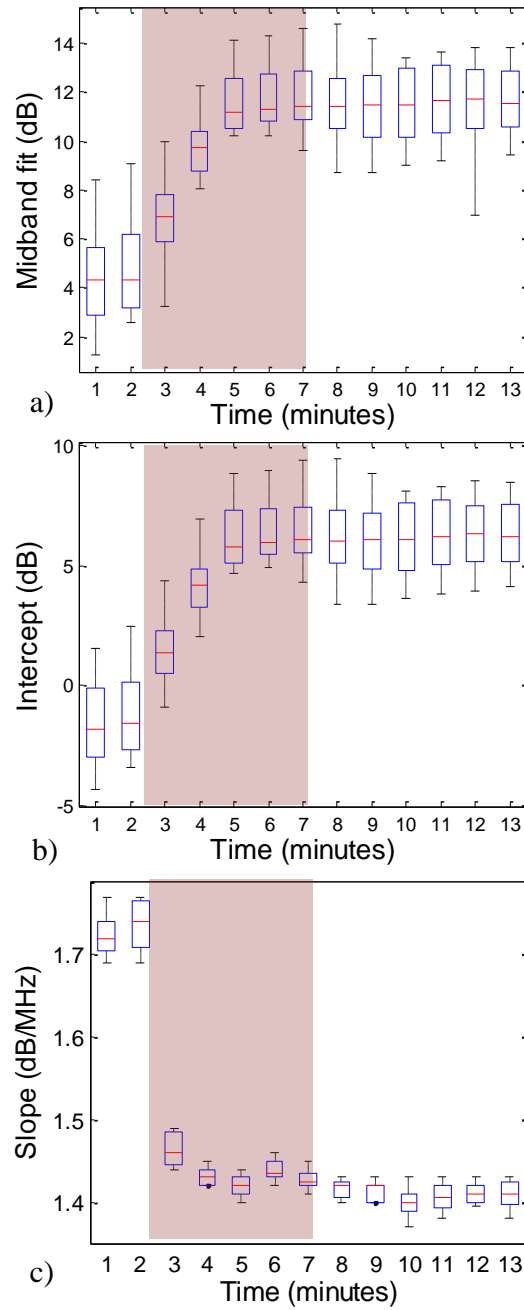 14
12
10
8
6
4
2
Midband fit (dB)
1 2 3 4 5 6 7 8 9 10 11 12 13
a)
Time (minutes)
10
5
0
-5
Intercept (dB)
1 2 3 4 5 6 7 8 9 10 11 12 13
b)
Time (minutes)
1.7
1.6
1.5
1.4
Slope (dB/MHz)
1 2 3 4 5 6 7 8 9 10 11 12 13
c)
Time (minutes)